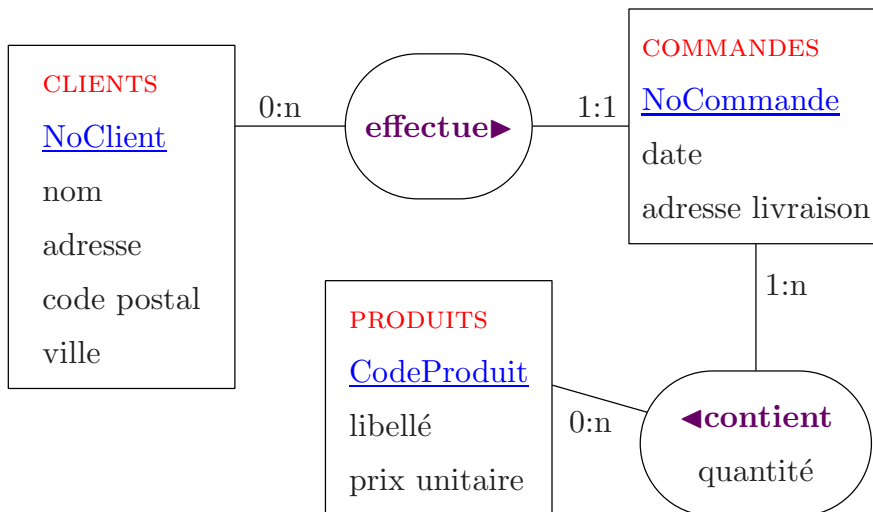 CLIENTS
NoClient
nom
adresse
code postal
ville
0:n
effectue▶
1:1
COMMANDES
NoCommande
date
adresse livraison
1:n
PRODUITS
CodeProduit
libellé
prix unitaire
0:n
◀contient
quantité